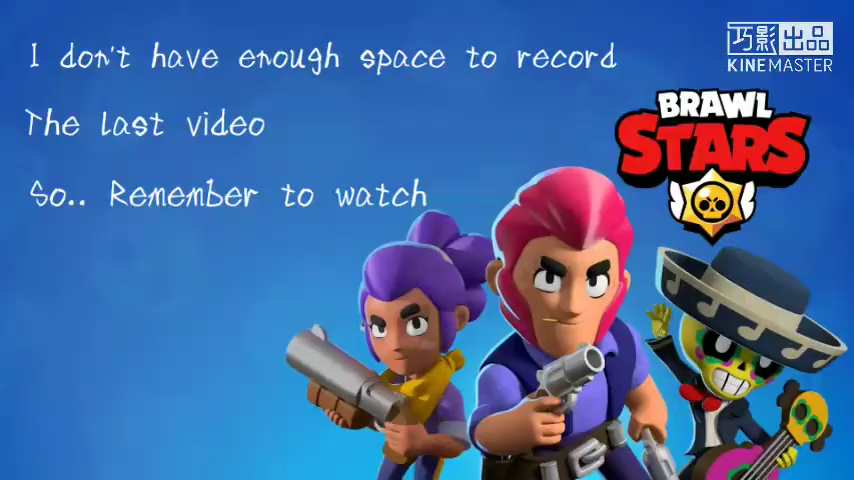 I don't have enough space to record
The last video
So.. Remember to watch
巧影出品
KINEMASTER
BRAWL
STARS